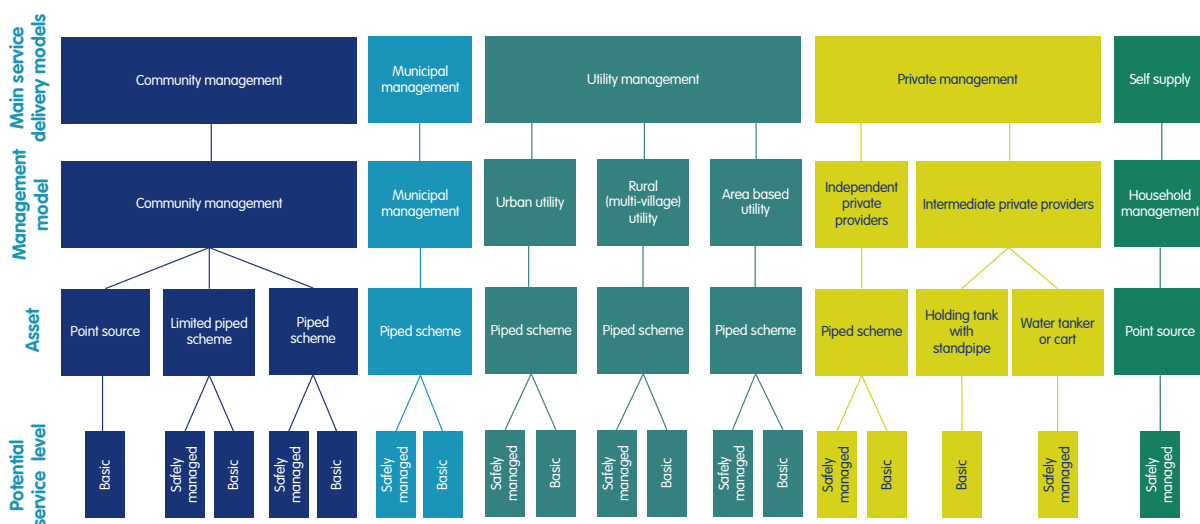 Main service
delivery models
Community management
Municipal
management
Utility management
Private management
Self supply
Management
model
Community management
Municipal
management
Urban utility
Rural
(multi-village)
utility
Area based
utility
Independent
private
providers
Intermediate private providers
Household
management
Asset
Point source
Limited piped
scheme
Piped
scheme
Piped scheme
Piped scheme
Piped scheme
Piped scheme
Piped scheme
Holding tank
with
standpipe
Water tanker
or cart
Point source
Potential
service level
Basic
Safely
managed
Basic
Safely
managed
Basic
Safely
managed
Basic
Safely
managed
Basic
Safely
managed
Basic
Safely
managed
Basic
Safely
managed
Basic
Basic
Safely
managed
Safely
managed